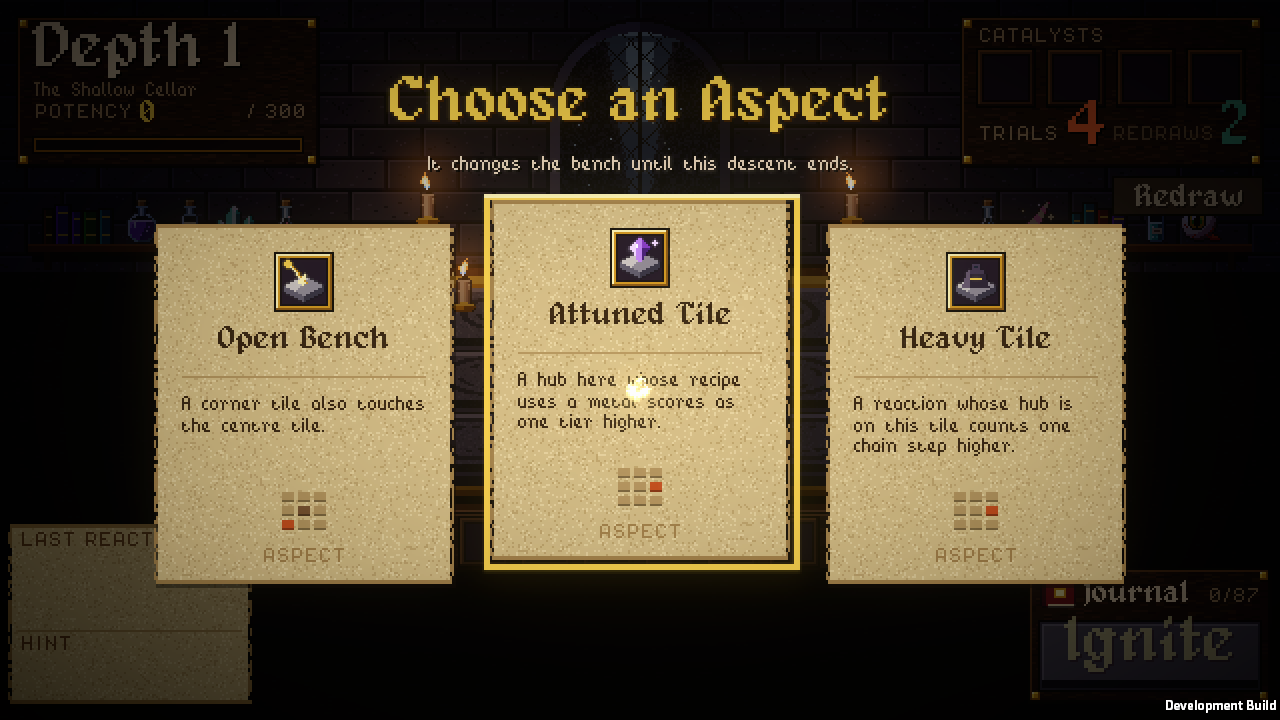 Depth 1
The Shallow Cellar
POTENCY 0 / 300
CATALYSTS
TRIALS 4 REDRAWS 2
Redraw
Choose an Aspect
It changes the bench until this descent ends.
Open Bench
A corner tile also touches
the centre tile.
ASPECT
Attuned Tile
A hub here whose recipe
uses a metal scores as
one tier higher.
ASPECT
Heavy Tile
A reaction whose hub is
on this tile counts one
chain step higher.
ASPECT
LAST REACT
HINT
Journal 0/87
Ignite
Development Build